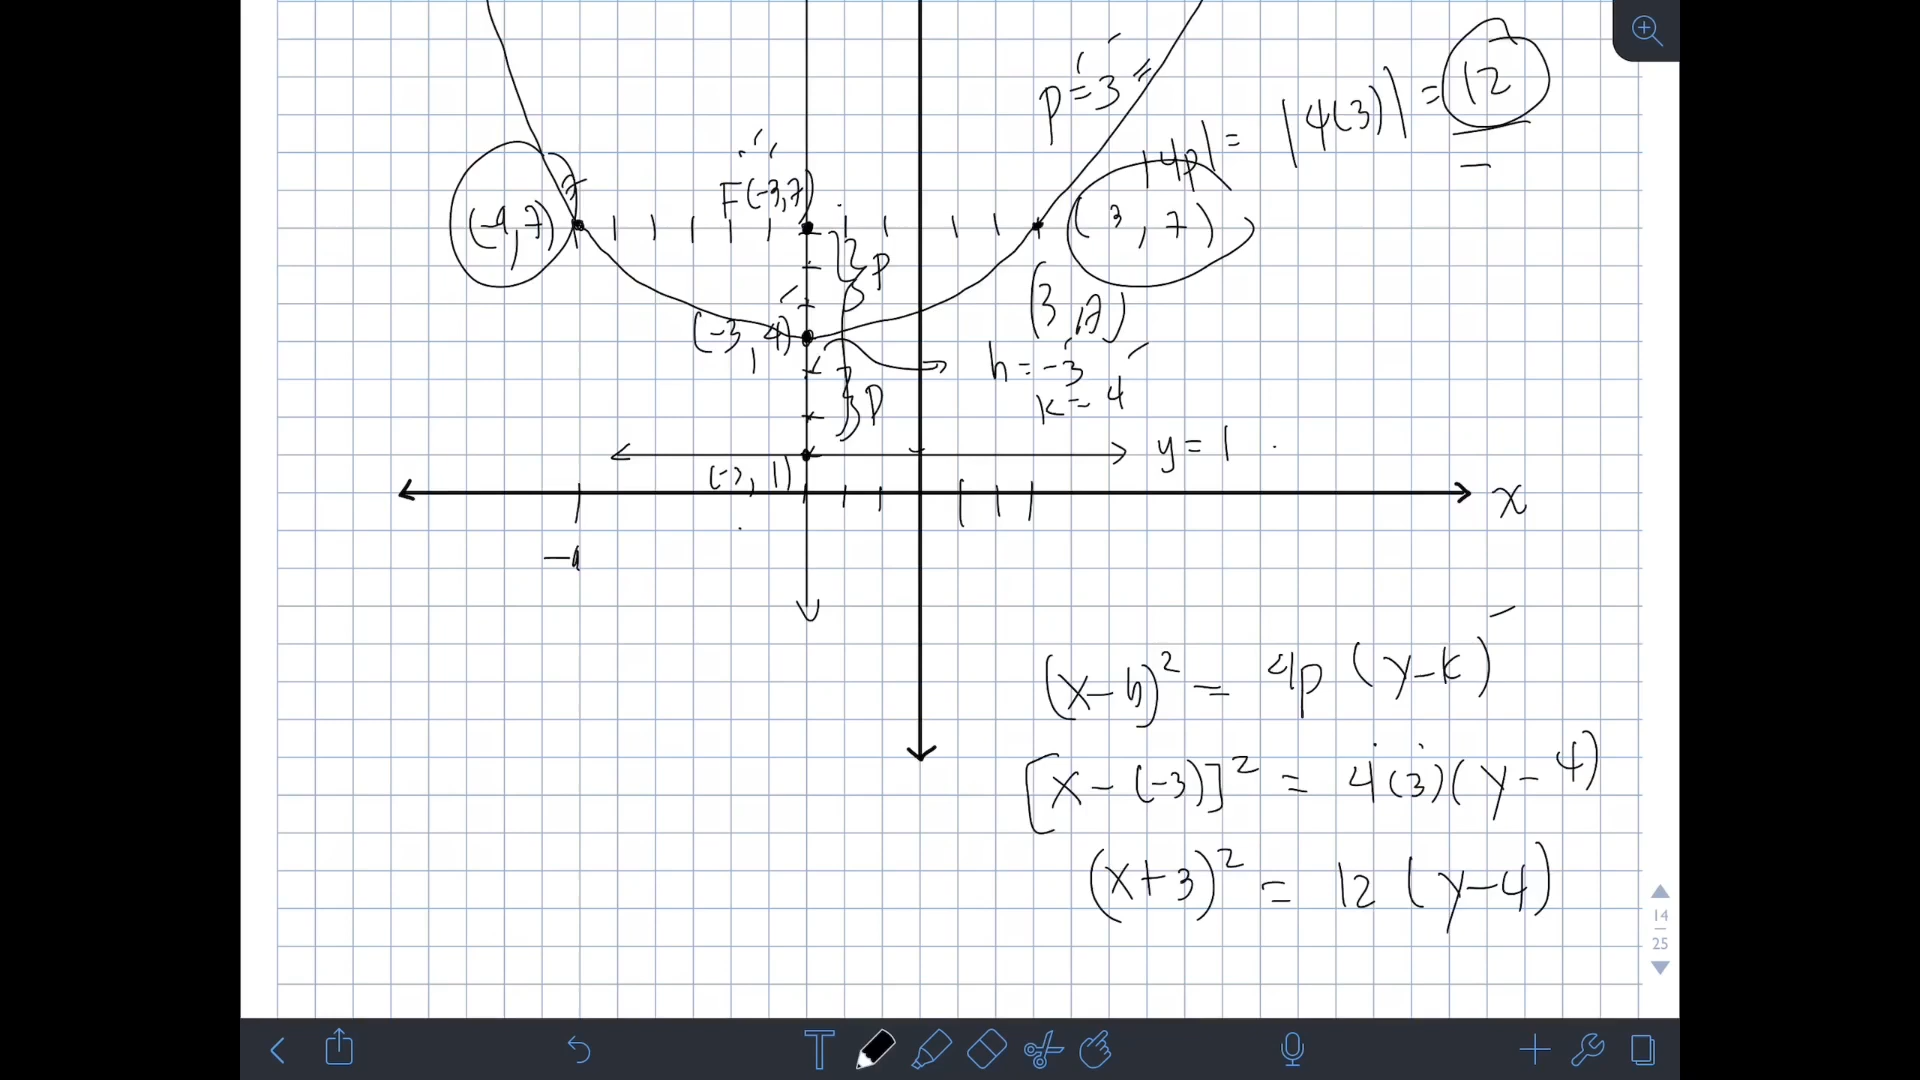 p = 3
|4p| = |4(3)| = 12
F(-3,7)
(-9,7)
(3,7)
p
(3,7)
(-3,4)
h = -3
k = 4
p
y = 1
(-3,1)
x
-9
(x-h)² = 4p (y-k)
[x-(-3)]² = 4(3)(y-4)
(x+3)² = 12 (y-4)
14
25
T